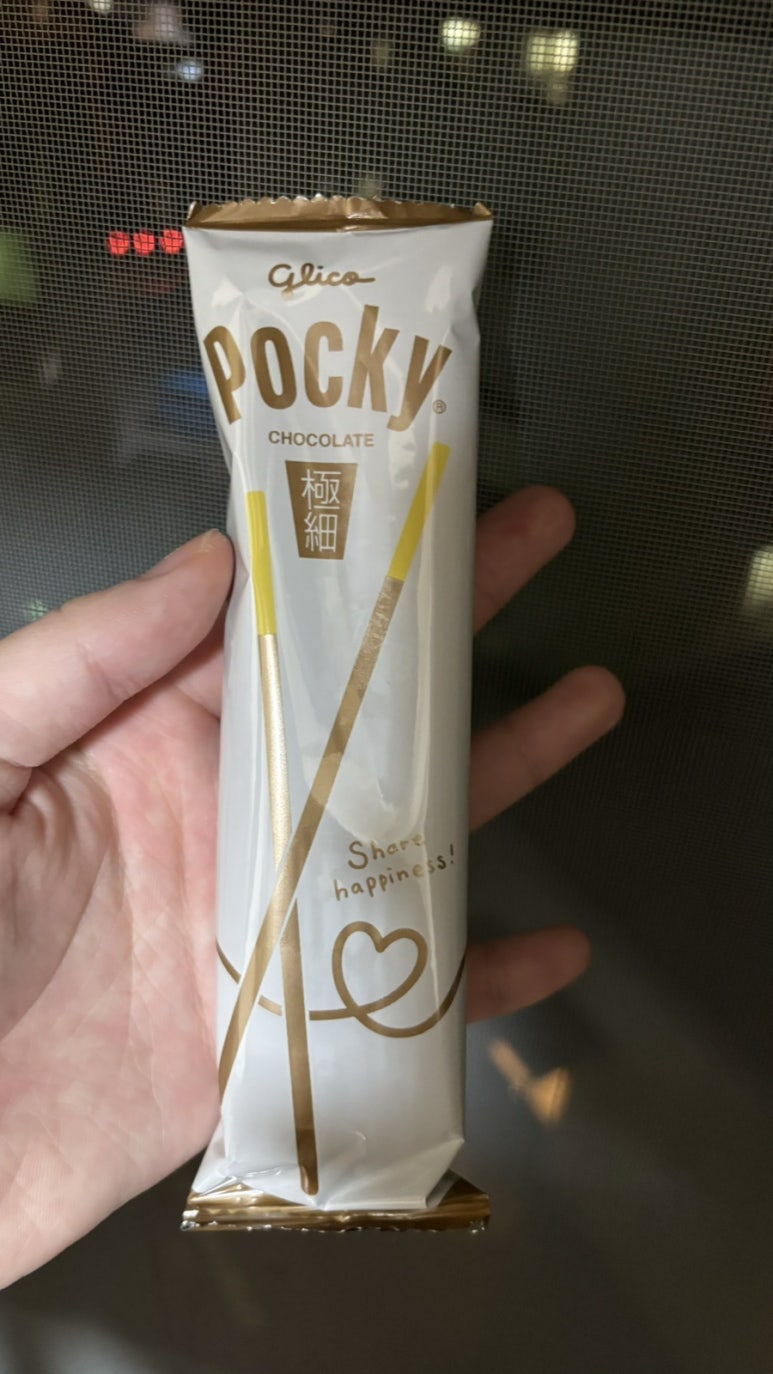 Glico
Pocky®
CHOCOLATE
極
細
Share
happiness!